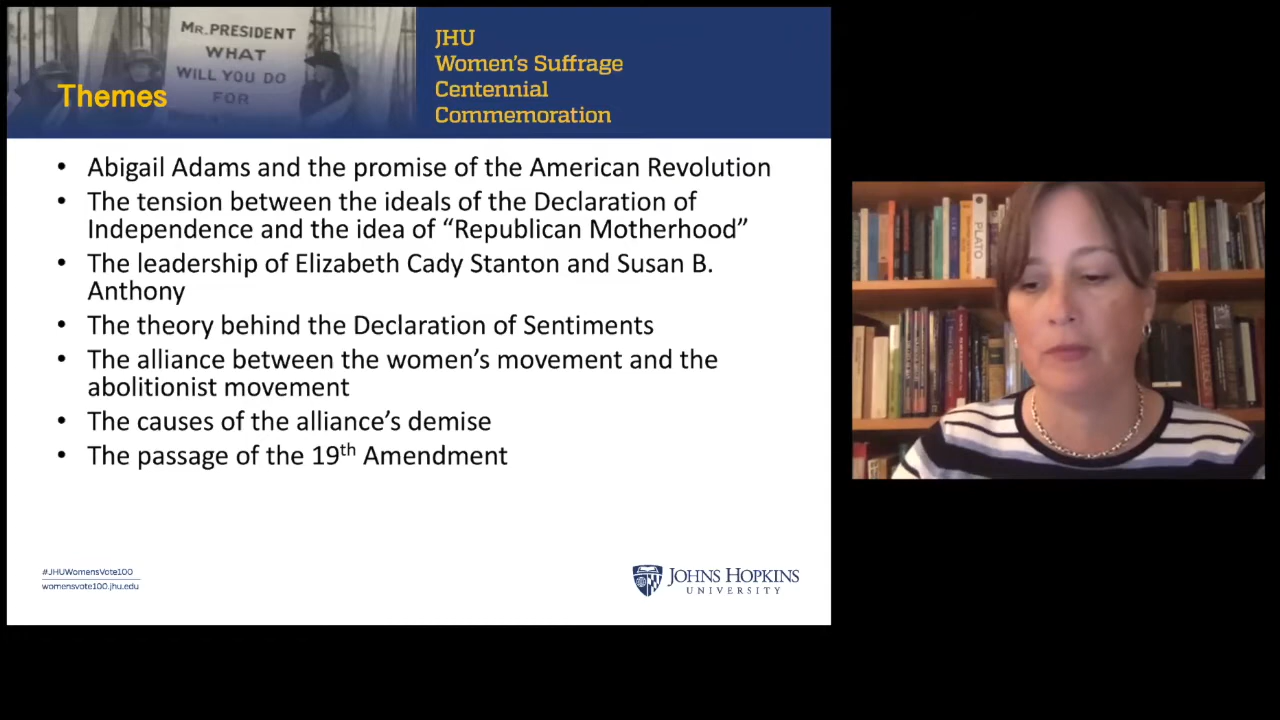 MR. PRESIDENT
WHAT
WILL YOU DO
FOR
Themes
JHU
Women's Suffrage
Centennial
Commemoration
• Abigail Adams and the promise of the American Revolution
• The tension between the ideals of the Declaration of
Independence and the idea of “Republican Motherhood”
• The leadership of Elizabeth Cady Stanton and Susan B.
Anthony
• The theory behind the Declaration of Sentiments
• The alliance between the women’s movement and the
abolitionist movement
• The causes of the alliance’s demise
• The passage of the 19th Amendment
#JHUWomensVote100
womensvote100.jhu.edu
JOHNS HOPKINS
UNIVERSITY
PLATO